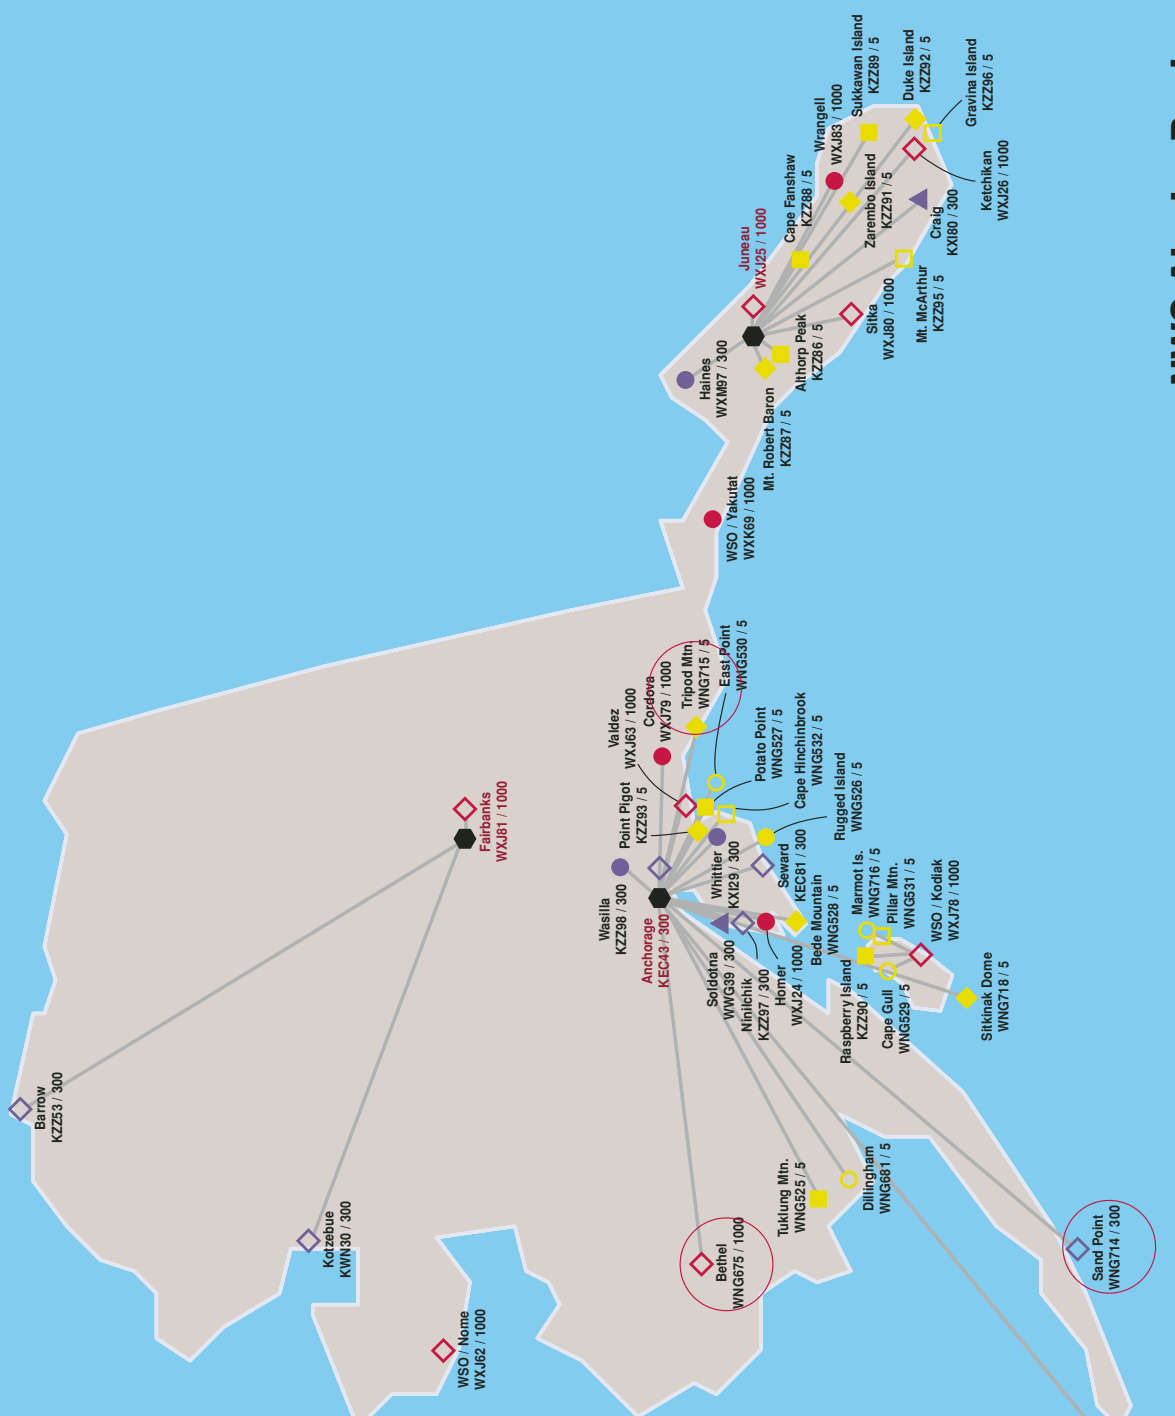 Barrow
KZZ53 / 300
Kotzebue
KWN30 / 300
WSO / Nome
WXJ62 / 1000
Fairbanks
WXJ81 / 1000
Wasilla
KZZ98 / 300
Anchorage
KEC43 / 300
Point Pigot
KZZ93 / 5
Valdez
WXJ63 / 1000
Cordova
WXJ79 / 1000
Tripod Mtn.
WNG715 / 5
East Point
WNG530 / 5
Potato Point
WNG527 / 5
Cape Hinchinbrook
WNG532 / 5
Rugged Island
WNG526 / 5
Whittier
KXI29 / 300
Seward
KEC81 / 300
Bede Mountain
WNG528 / 5
Soldotna
WWG39 / 300
Ninilchik
KZZ97 / 300
Homer
WXJ24 / 1000
Marmot Is.
WNG716 / 5
Pillar Mtn.
WNG531 / 5
WSO / Kodiak
WXJ78 / 1000
Raspberry Island
KZZ90 / 5
Cape Gull
WNG529 / 5
Sitkinak Dome
WNG718 / 5
Tuklung Mtn.
WNG525 / 5
Dillingham
WNG681 / 5
Bethel
WNG675 / 1000
Sand Point
WNG714 / 300
WSO / Yakutat
WXK69 / 1000
Haines
WXM97 / 300
Juneau
WXJ25 / 1000
Mt. Robert Baron
KZZ87 / 5
Althorp Peak
KZZ86 / 5
Cape Fanshaw
KZZ88 / 5
Wrangell
WXJ83 / 1000
Sukkawan Island
KZZ89 / 5
Zarembo Island
KZZ91 / 5
Duke Island
KZZ92 / 5
Gravina Island
KZZ96 / 5
Ketchikan
WXJ26 / 1000
Craig
KXI80 / 300
Mt. McArthur
KZZ95 / 5
Sitka
WXJ80 / 1000